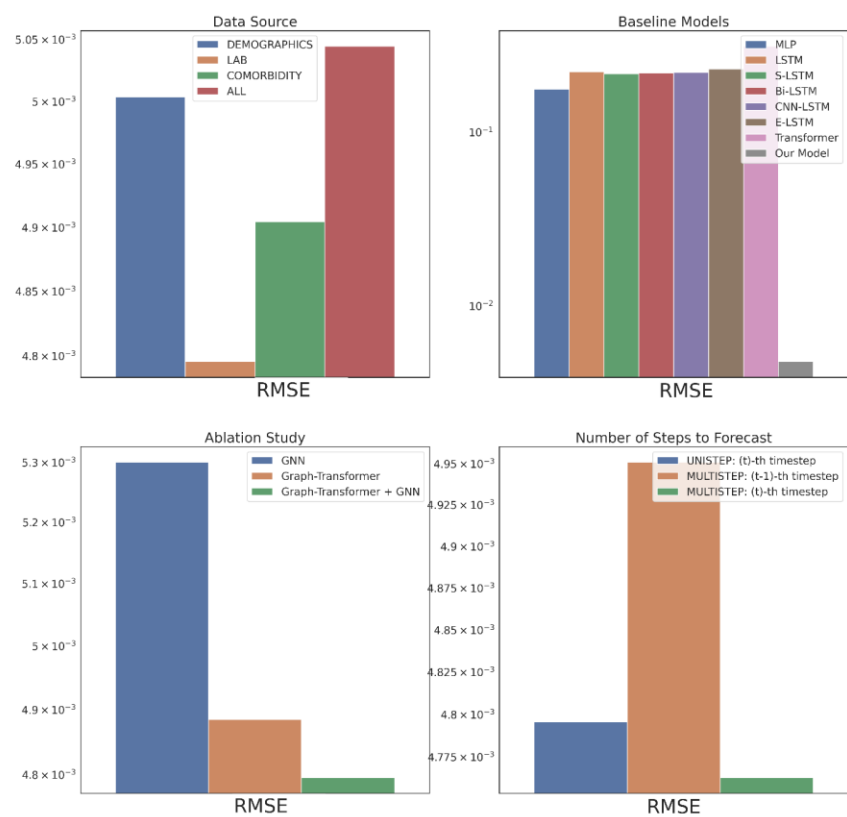 Data Source
5.05 × 10⁻³
5 × 10⁻³
4.95 × 10⁻³
4.9 × 10⁻³
4.85 × 10⁻³
4.8 × 10⁻³
DEMOGRAPHICS
LAB
COMORBIDITY
ALL
RMSE
Baseline Models
10⁻¹
10⁻²
MLP
LSTM
S-LSTM
Bi-LSTM
CNN-LSTM
E-LSTM
Transformer
Our Model
RMSE
Ablation Study
5.3 × 10⁻³
5.2 × 10⁻³
5.1 × 10⁻³
5 × 10⁻³
4.9 × 10⁻³
4.8 × 10⁻³
GNN
Graph-Transformer
Graph-Transformer + GNN
RMSE
Number of Steps to Forecast
4.95 × 10⁻³
4.925 × 10⁻³
4.9 × 10⁻³
4.875 × 10⁻³
4.85 × 10⁻³
4.825 × 10⁻³
4.8 × 10⁻³
4.775 × 10⁻³
UNISTEP: (t)-th timestep
MULTISTEP: (t-1)-th timestep
MULTISTEP: (t)-th timestep
RMSE